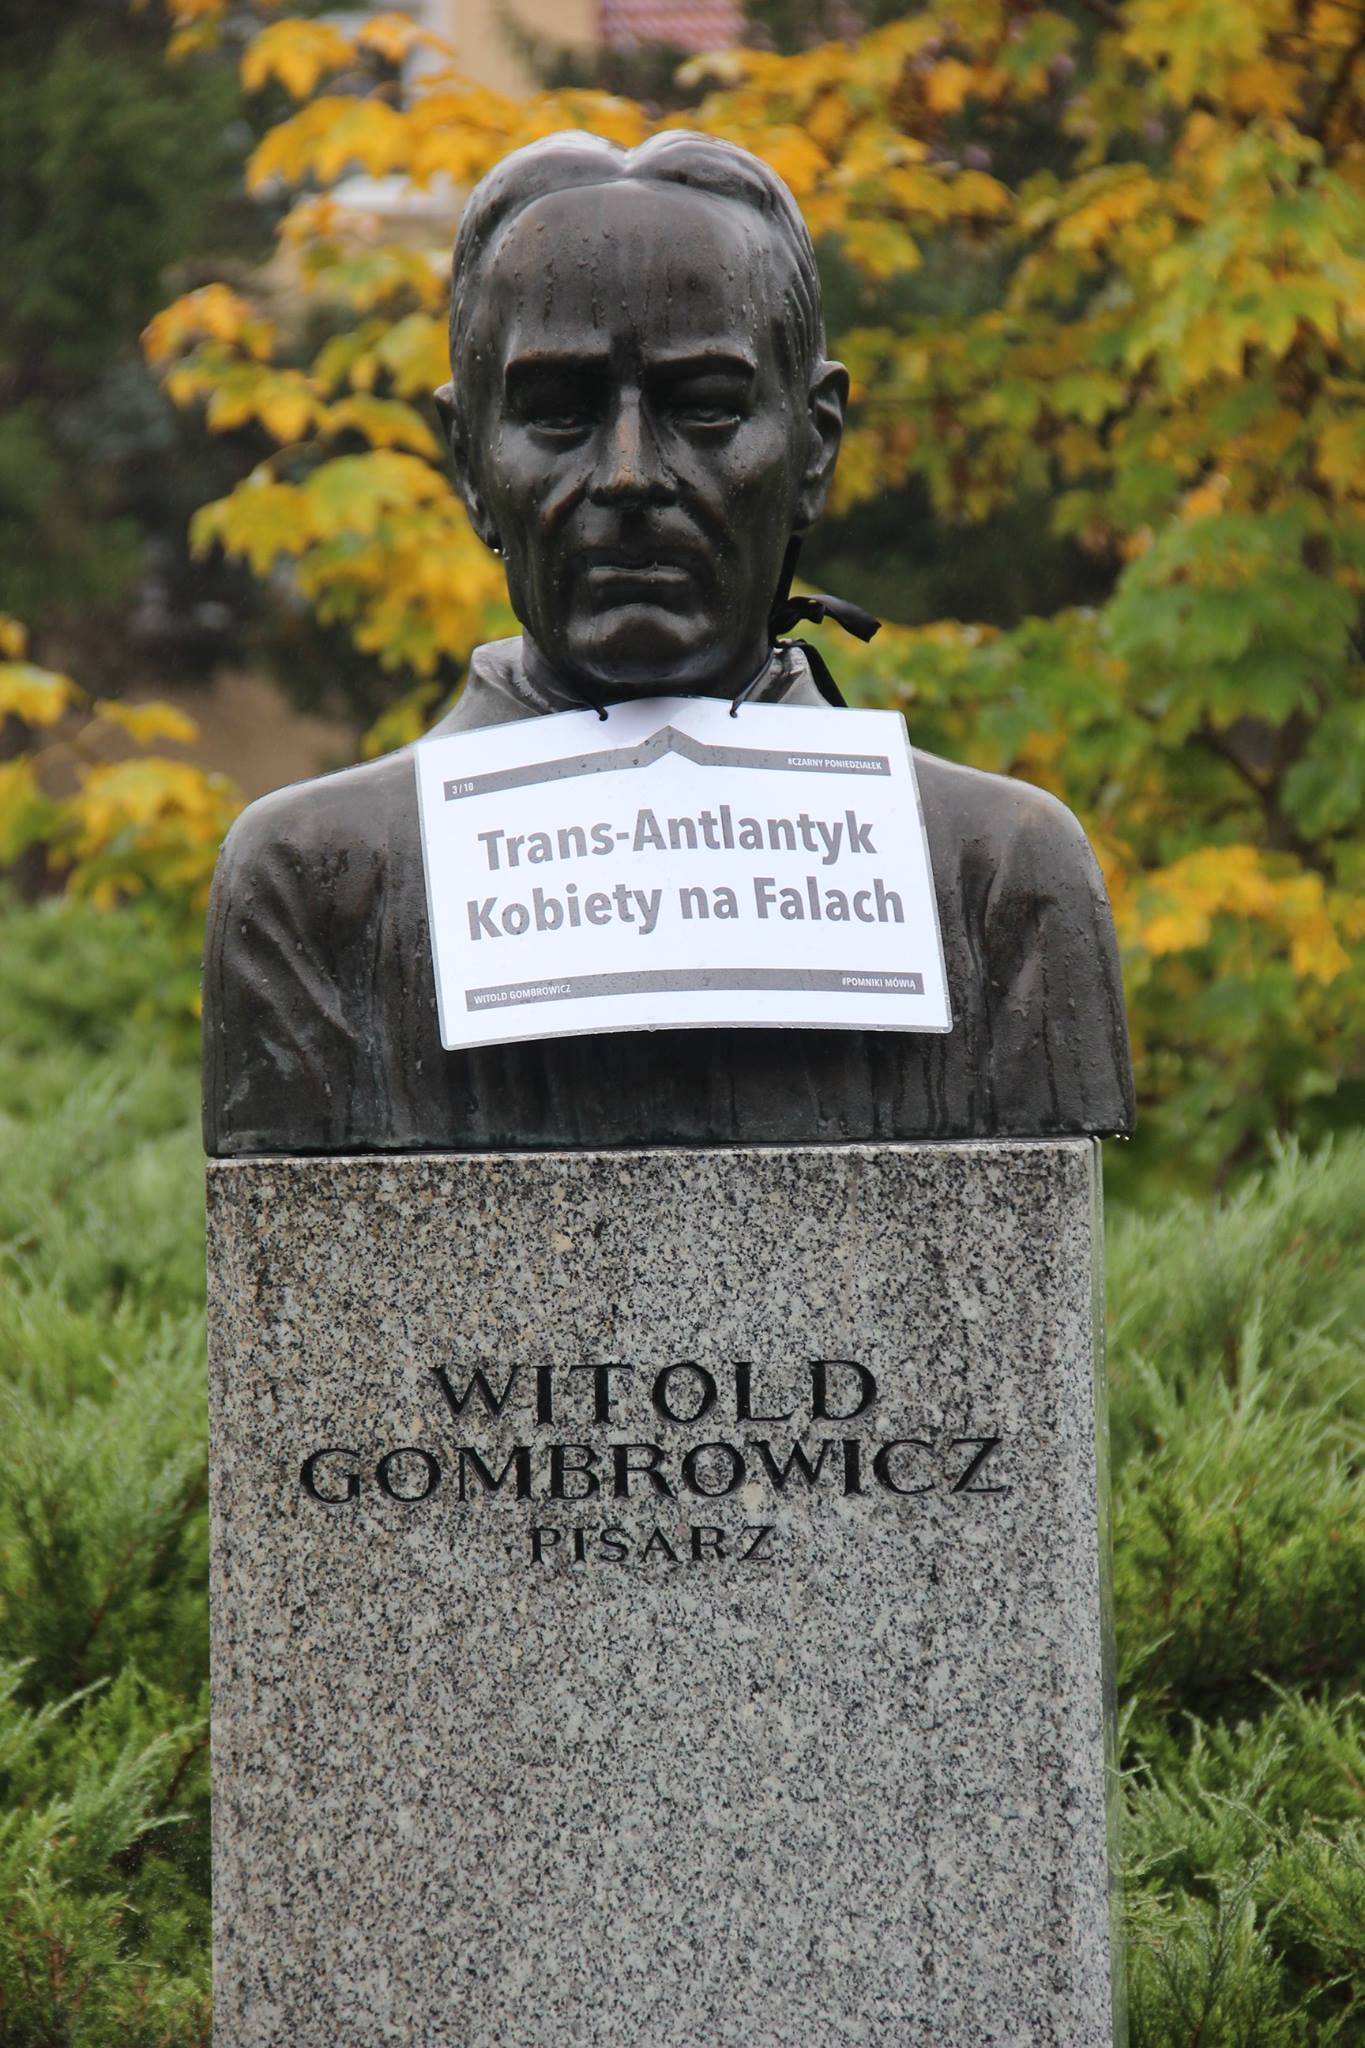 3 / 10
#CZARNY PONIEDZIAŁEK
Trans-Antlantyk
Kobiety na Falach
WITOLD GOMBROWICZ
#POMNIKI MÓWIĄ
WITOLD
GOMBROWICZ
PISARZ